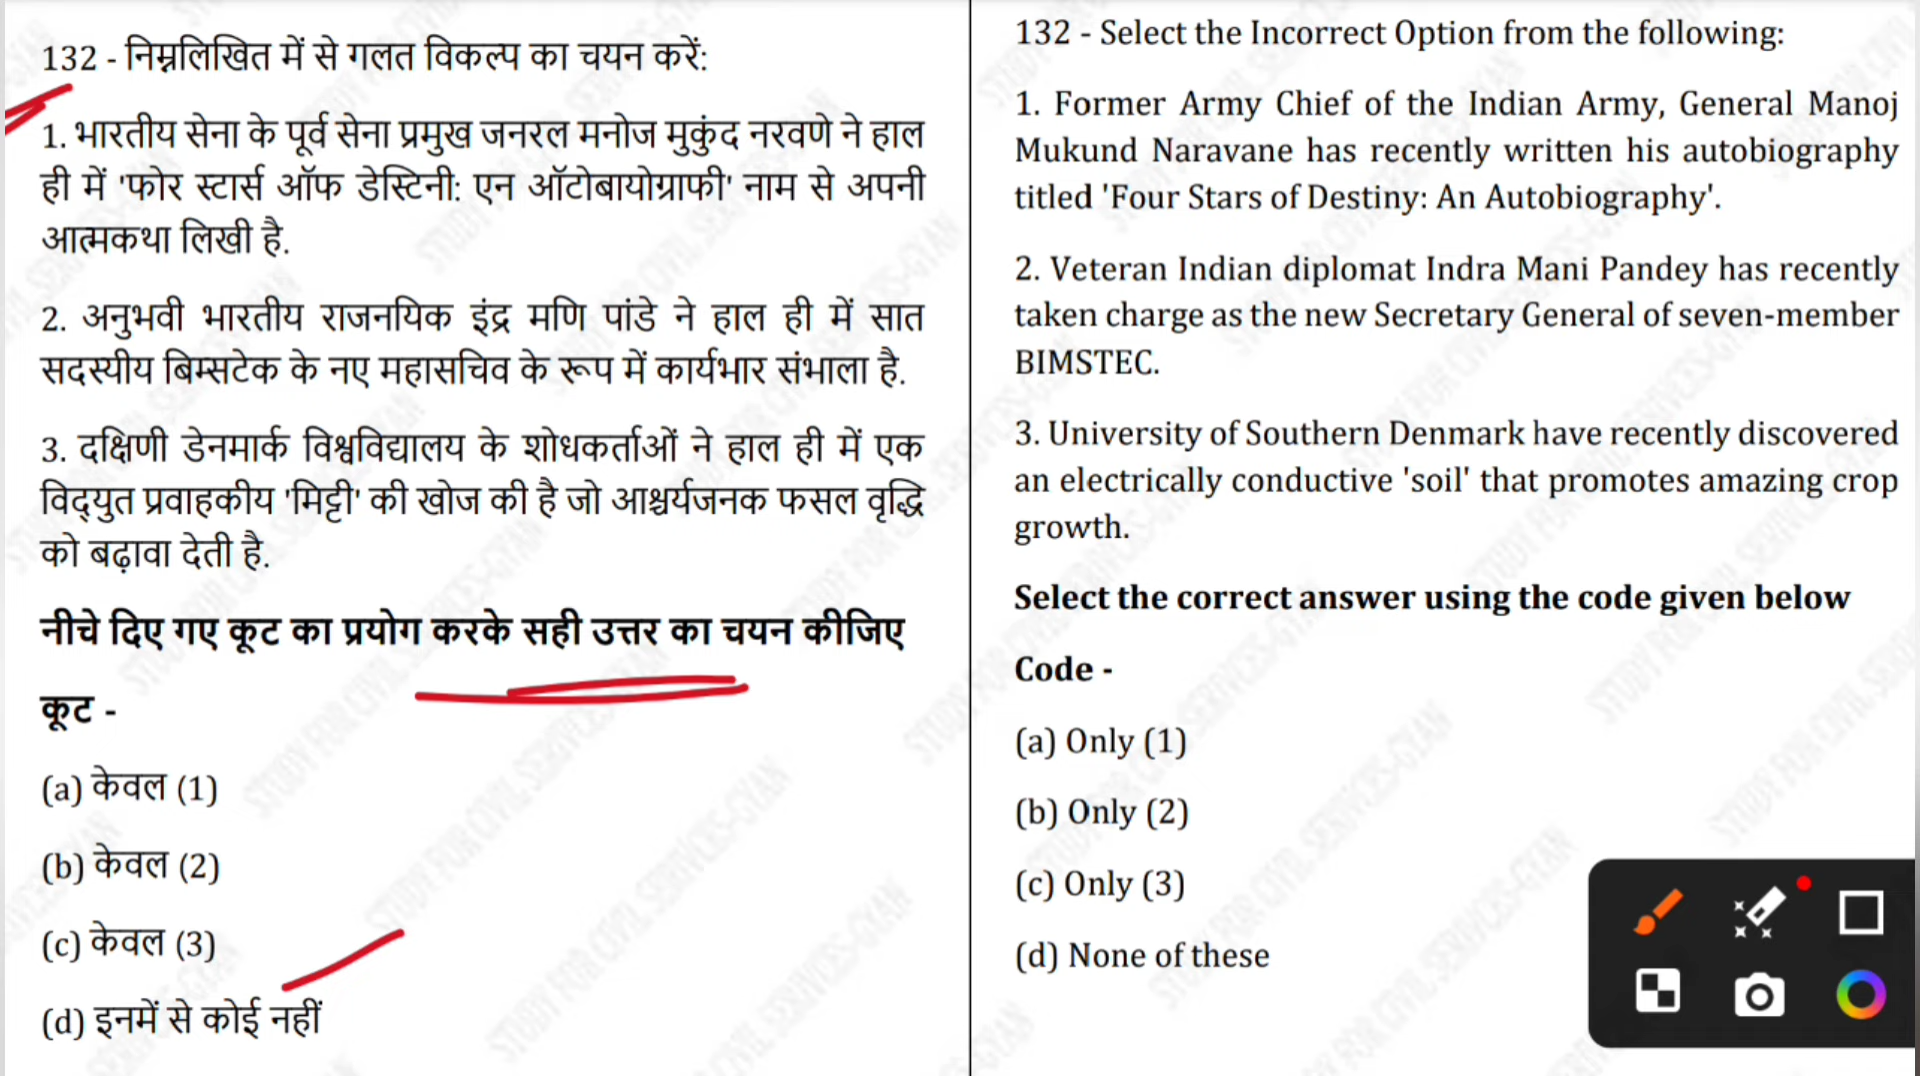 132 - निम्नलिखित में से गलत विकल्प का चयन करें:
1. भारतीय सेना के पूर्व सेना प्रमुख जनरल मनोज मुकुंद नरवणे ने हाल
ही में 'फोर स्टार्स ऑफ डेस्टिनी: एन ऑटोबायोग्राफी' नाम से अपनी
आत्मकथा लिखी है.
2. अनुभवी भारतीय राजनयिक इंद्र मणि पांडे ने हाल ही में सात
सदस्यीय बिम्सटेक के नए महासचिव के रूप में कार्यभार संभाला है.
3. दक्षिणी डेनमार्क विश्वविद्यालय के शोधकर्ताओं ने हाल ही में एक
विद्युत प्रवाहकीय 'मिट्टी' की खोज की है जो आश्चर्यजनक फसल वृद्धि
को बढ़ावा देती है.
नीचे दिए गए कूट का प्रयोग करके सही उत्तर का चयन कीजिए
कूट -
(a) केवल (1)
(b) केवल (2)
(c) केवल (3)
(d) इनमें से कोई नहीं
132 - Select the Incorrect Option from the following:
1. Former Army Chief of the Indian Army, General Manoj
Mukund Naravane has recently written his autobiography
titled 'Four Stars of Destiny: An Autobiography'.
2. Veteran Indian diplomat Indra Mani Pandey has recently
taken charge as the new Secretary General of seven-member
BIMSTEC.
3. University of Southern Denmark have recently discovered
an electrically conductive 'soil' that promotes amazing crop
growth.
Select the correct answer using the code given below
Code -
(a) Only (1)
(b) Only (2)
(c) Only (3)
(d) None of these
STUDY FOR CIVIL SERVICES-GYAN